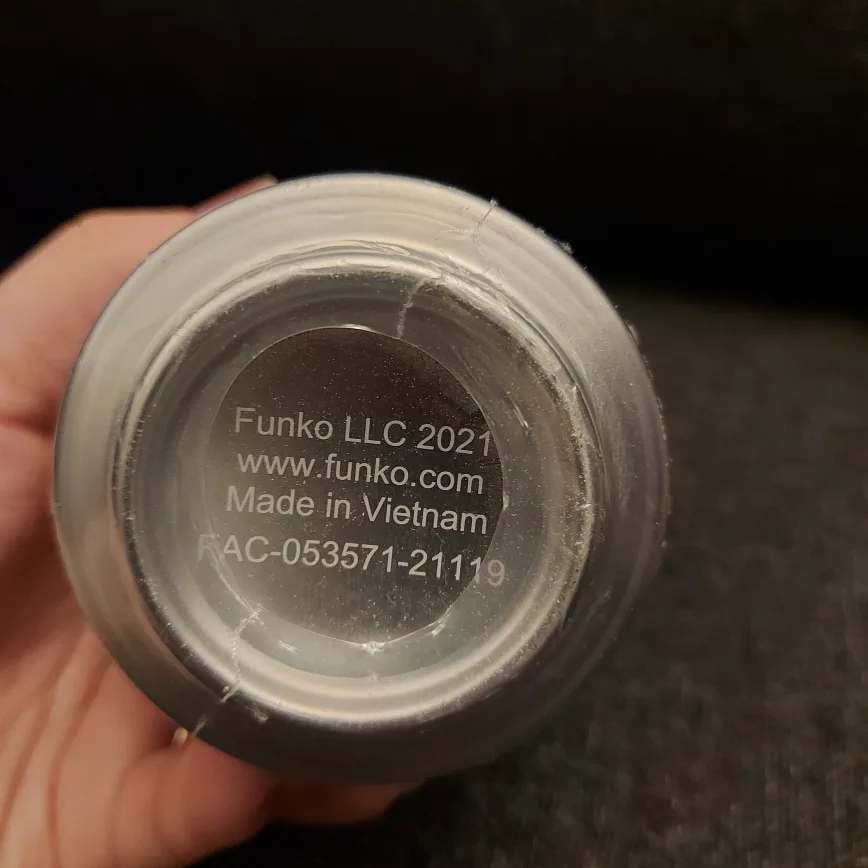 Funko LLC 2021
www.funko.com
Made in Vietnam
FAC-053571-21119